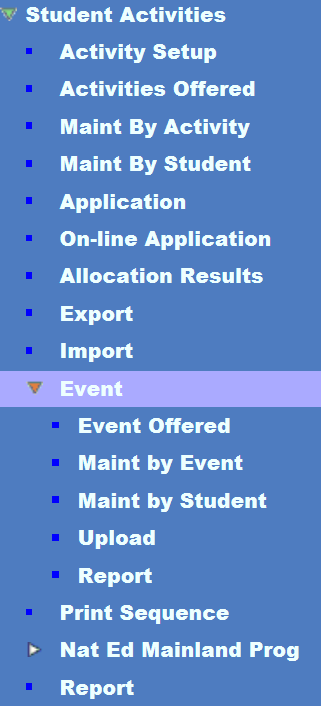 Student Activities
Activity Setup
Activities Offered
Maint By Activity
Maint By Student
Application
On-line Application
Allocation Results
Export
Import
Event
Event Offered
Maint by Event
Maint by Student
Upload
Report
Print Sequence
Nat Ed Mainland Prog
Report